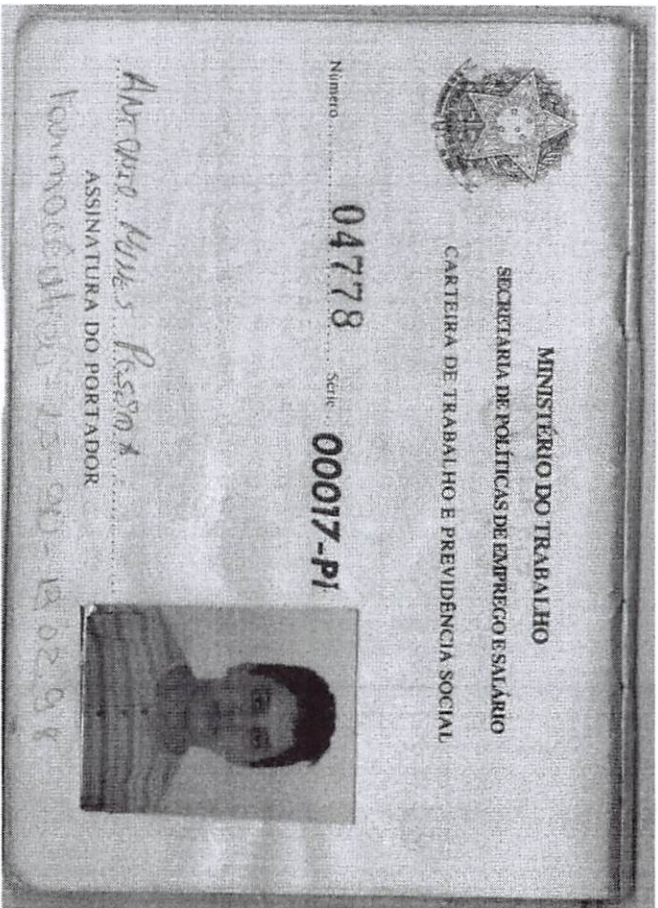 MINISTÉRIO DO TRABALHO
SECRETARIA DE POLÍTICAS DE EMPREGO E SALÁRIO
CARTEIRA DE TRABALHO E PREVIDÊNCIA SOCIAL
Número 04778 Série 00017-PI
ANTONIO
ASSINATURA DO PORTADOR